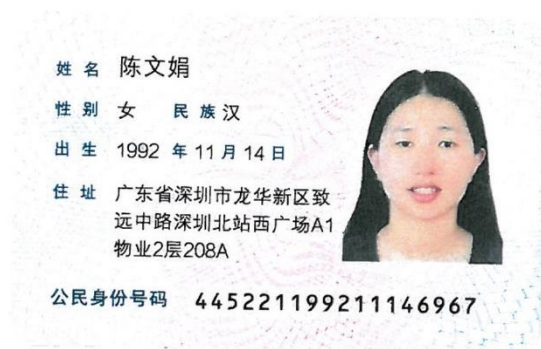 姓名 陈文娟
性别 女 民族 汉
出生 1992 年 11 月 14 日
住址 广东省深圳市龙华新区致
远中路深圳北站西广场A1
物业2层208A
公民身份号码 445221199211146967